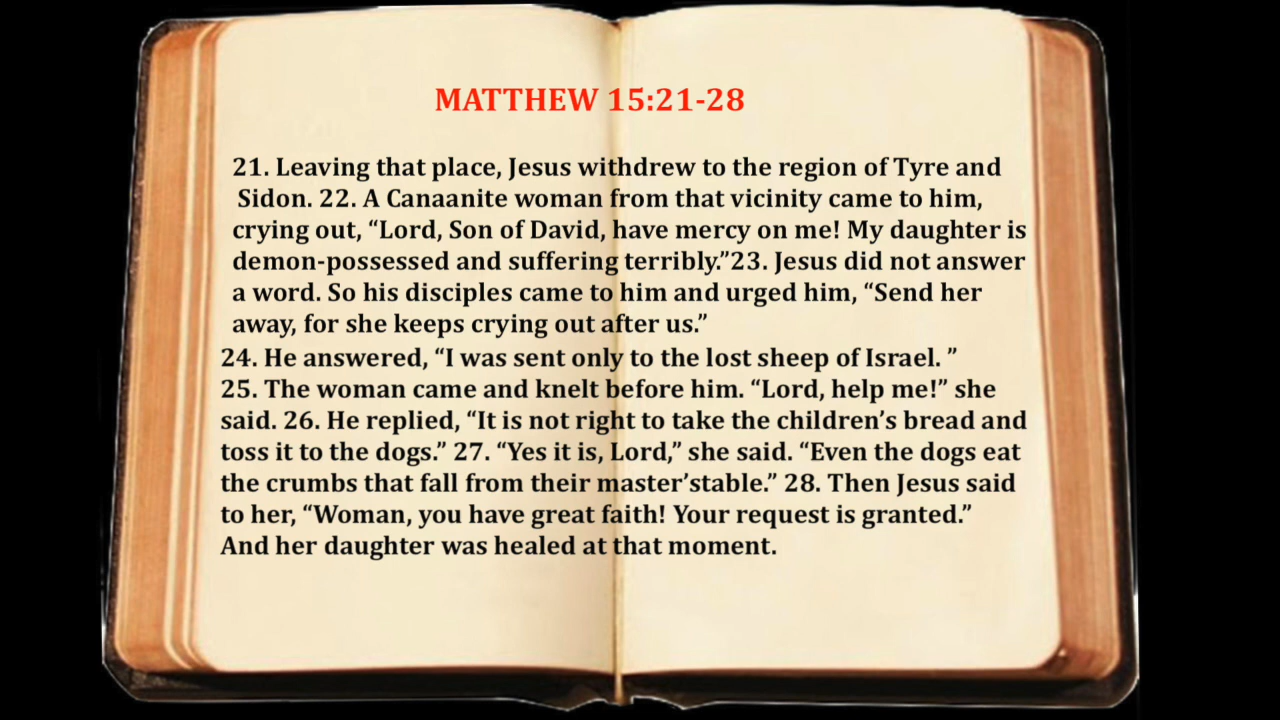 MATTHEW 15:21-28
21. Leaving that place, Jesus withdrew to the region of Tyre and
Sidon. 22. A Canaanite woman from that vicinity came to him,
crying out, “Lord, Son of David, have mercy on me! My daughter is
demon-possessed and suffering terribly.”23. Jesus did not answer
a word. So his disciples came to him and urged him, “Send her
away, for she keeps crying out after us.”
24. He answered, “I was sent only to the lost sheep of Israel. ”
25. The woman came and knelt before him. “Lord, help me!” she
said. 26. He replied, “It is not right to take the children’s bread and
toss it to the dogs.” 27. “Yes it is, Lord,” she said. “Even the dogs eat
the crumbs that fall from their master’stable.” 28. Then Jesus said
to her, “Woman, you have great faith! Your request is granted.”
And her daughter was healed at that moment.